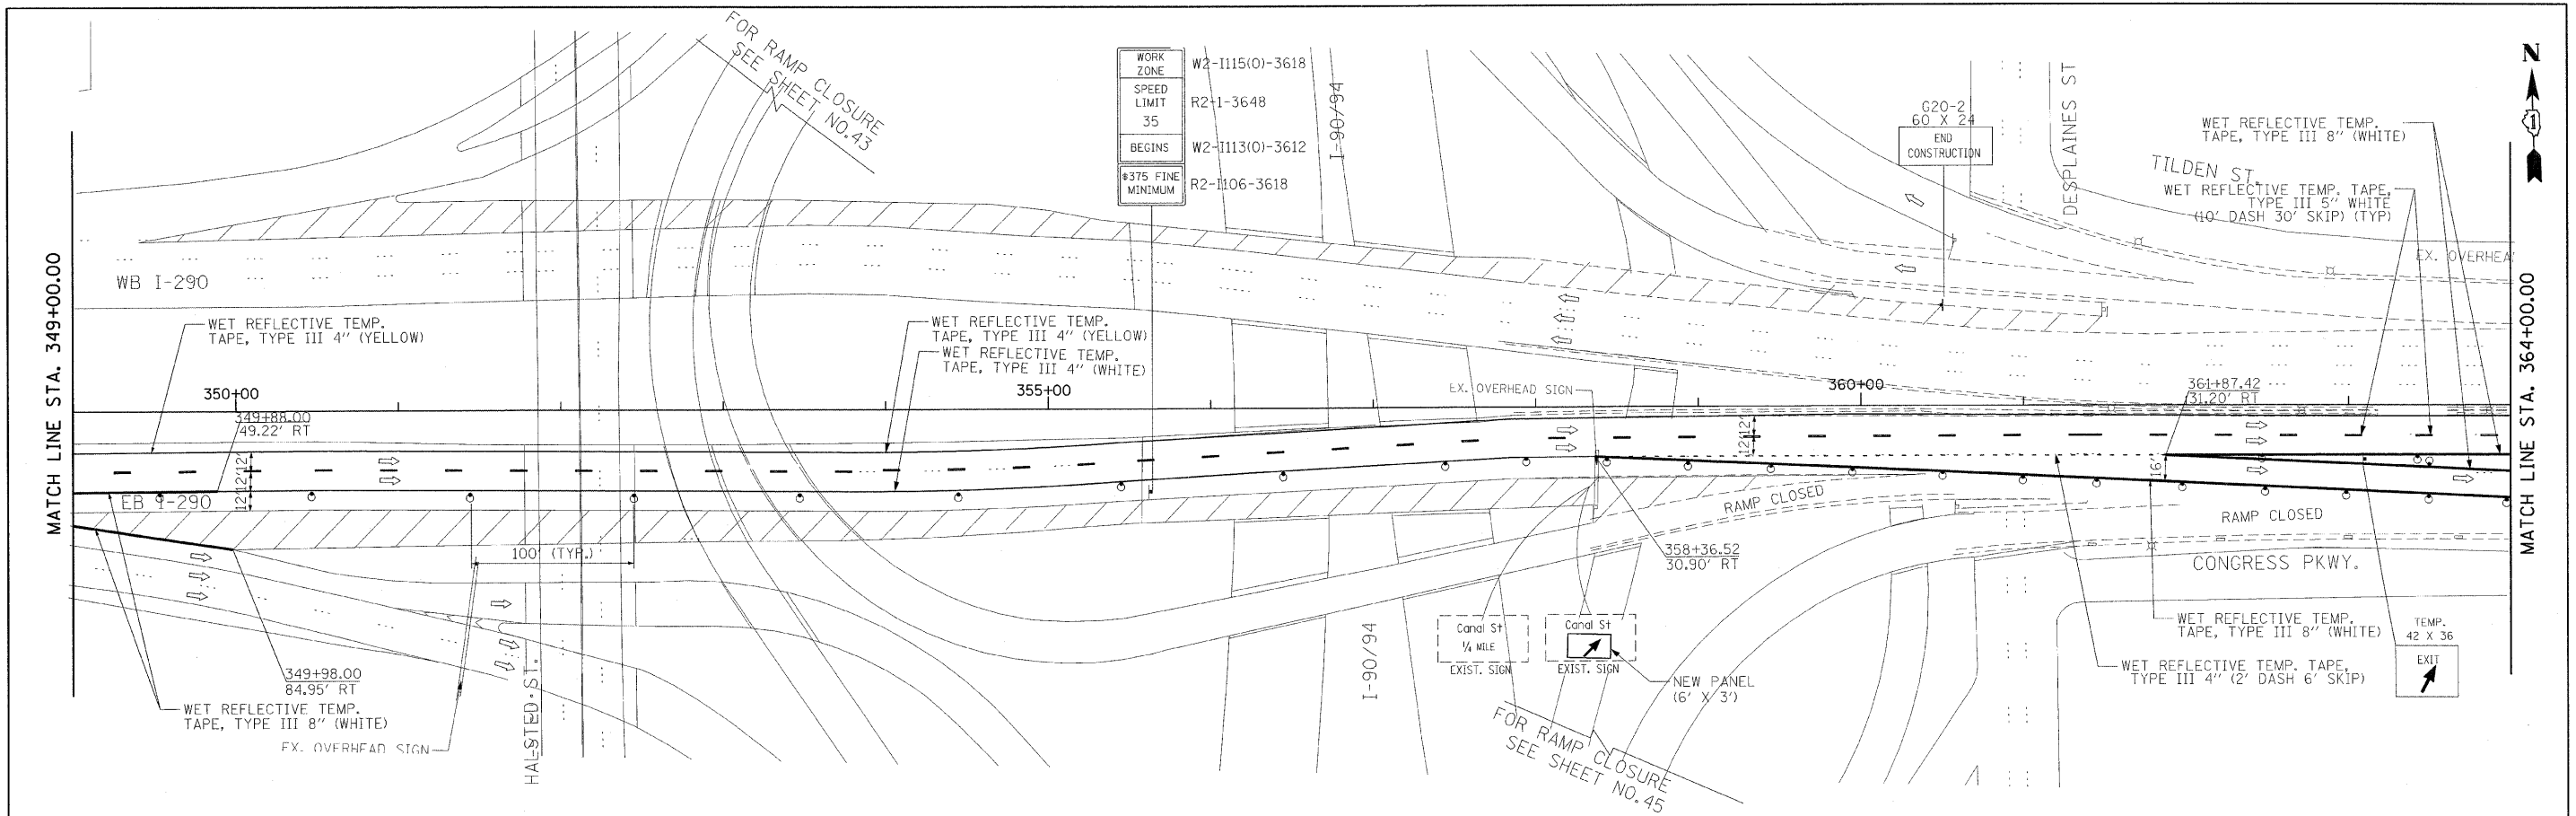 FOR RAMP CLOSURE
SEE SHEET NO.43
WORK
ZONE
W2-I115(O)-3618
SPEED
LIMIT
35
R2-1-3648
BEGINS
W2-I113(O)-3612
$375 FINE
MINIMUM
R2-I106-3618
I-90/94
G20-2
60 X 24
END
CONSTRUCTION
DESPLAINES ST
WET REFLECTIVE TEMP.
TAPE, TYPE III 8" (WHITE)
TILDEN ST.
WET REFLECTIVE TEMP. TAPE,
TYPE III 5" WHITE
(10' DASH 30' SKIP) (TYP)
N
1
EX. OVERHEA
MATCH LINE STA. 349+00.00
WB I-290
WET REFLECTIVE TEMP.
TAPE, TYPE III 4" (YELLOW)
WET REFLECTIVE TEMP.
TAPE, TYPE III 4" (YELLOW)
WET REFLECTIVE TEMP.
TAPE, TYPE III 4" (WHITE)
EX. OVERHEAD SIGN
350+00
355+00
360+00
349+88.00
49.22' RT
361+87.42
31.20' RT
MATCH LINE STA. 364+00.00
12'
12'
12'
12'
12'
16'
EB I-290
RAMP CLOSED
RAMP CLOSED
100' (TYP.)
358+36.52
30.90' RT
CONGRESS PKWY.
Canal St
1/4 MILE
EXIST. SIGN
Canal St
EXIST. SIGN
NEW PANEL
(6' X 3')
WET REFLECTIVE TEMP.
TAPE, TYPE III 8" (WHITE)
WET REFLECTIVE TEMP. TAPE,
TYPE III 4" (2' DASH 6' SKIP)
TEMP.
42 X 36
EXIT
349+98.00
84.95' RT
WET REFLECTIVE TEMP.
TAPE, TYPE III 8" (WHITE)
EX. OVERHEAD SIGN
HALSTED ST.
I-90/94
FOR RAMP CLOSURE
SEE SHEET NO.45